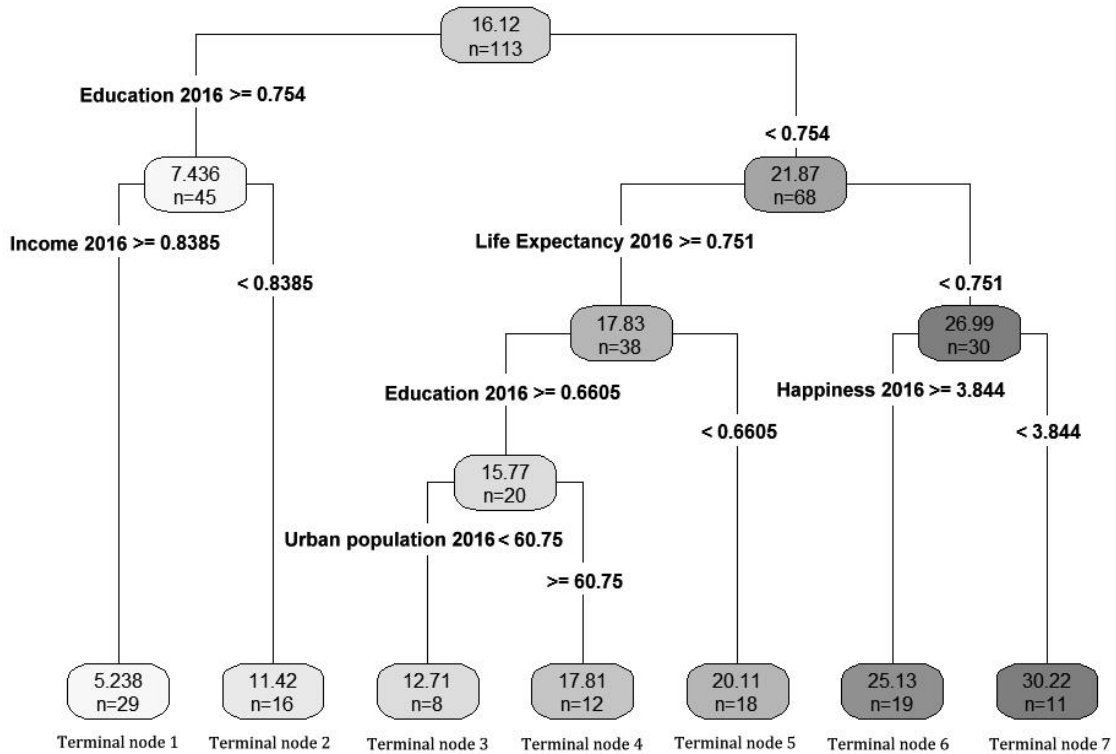 16.12
n=113
Education 2016 >= 0.754
< 0.754
7.436
n=45
21.87
n=68
Income 2016 >= 0.8385
< 0.8385
Life Expectancy 2016 >= 0.751
< 0.751
17.83
n=38
26.99
n=30
Education 2016 >= 0.6605
< 0.6605
Happiness 2016 >= 3.844
< 3.844
15.77
n=20
Urban population 2016 < 60.75
>= 60.75
5.238
n=29
11.42
n=16
12.71
n=8
17.81
n=12
20.11
n=18
25.13
n=19
30.22
n=11
Terminal node 1
Terminal node 2
Terminal node 3
Terminal node 4
Terminal node 5
Terminal node 6
Terminal node 7